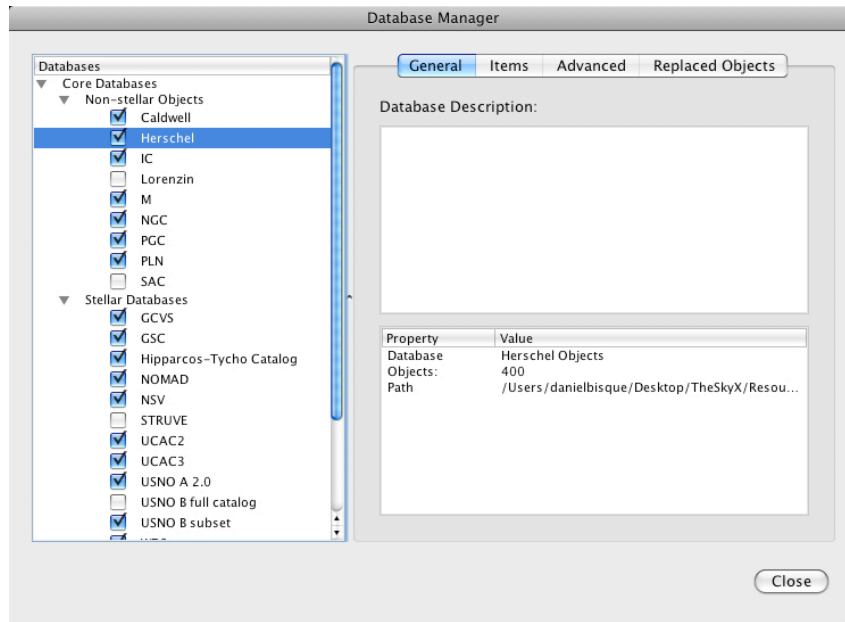 Database Manager
Databases
Core Databases
Non-stellar Objects
Caldwell
Herschel
IC
Lorenzin
M
NGC
PGC
PLN
SAC
Stellar Databases
GCVS
GSC
Hipparcos-Tycho Catalog
NOMAD
NSV
STRUVE
UCAC2
UCAC3
USNO A 2.0
USNO B full catalog
USNO B subset
General Items Advanced Replaced Objects
Database Description:
Property Value
Database Herschel Objects
Objects: 400
Path /Users/danielbisque/Desktop/TheSkyX/Resou...
Close